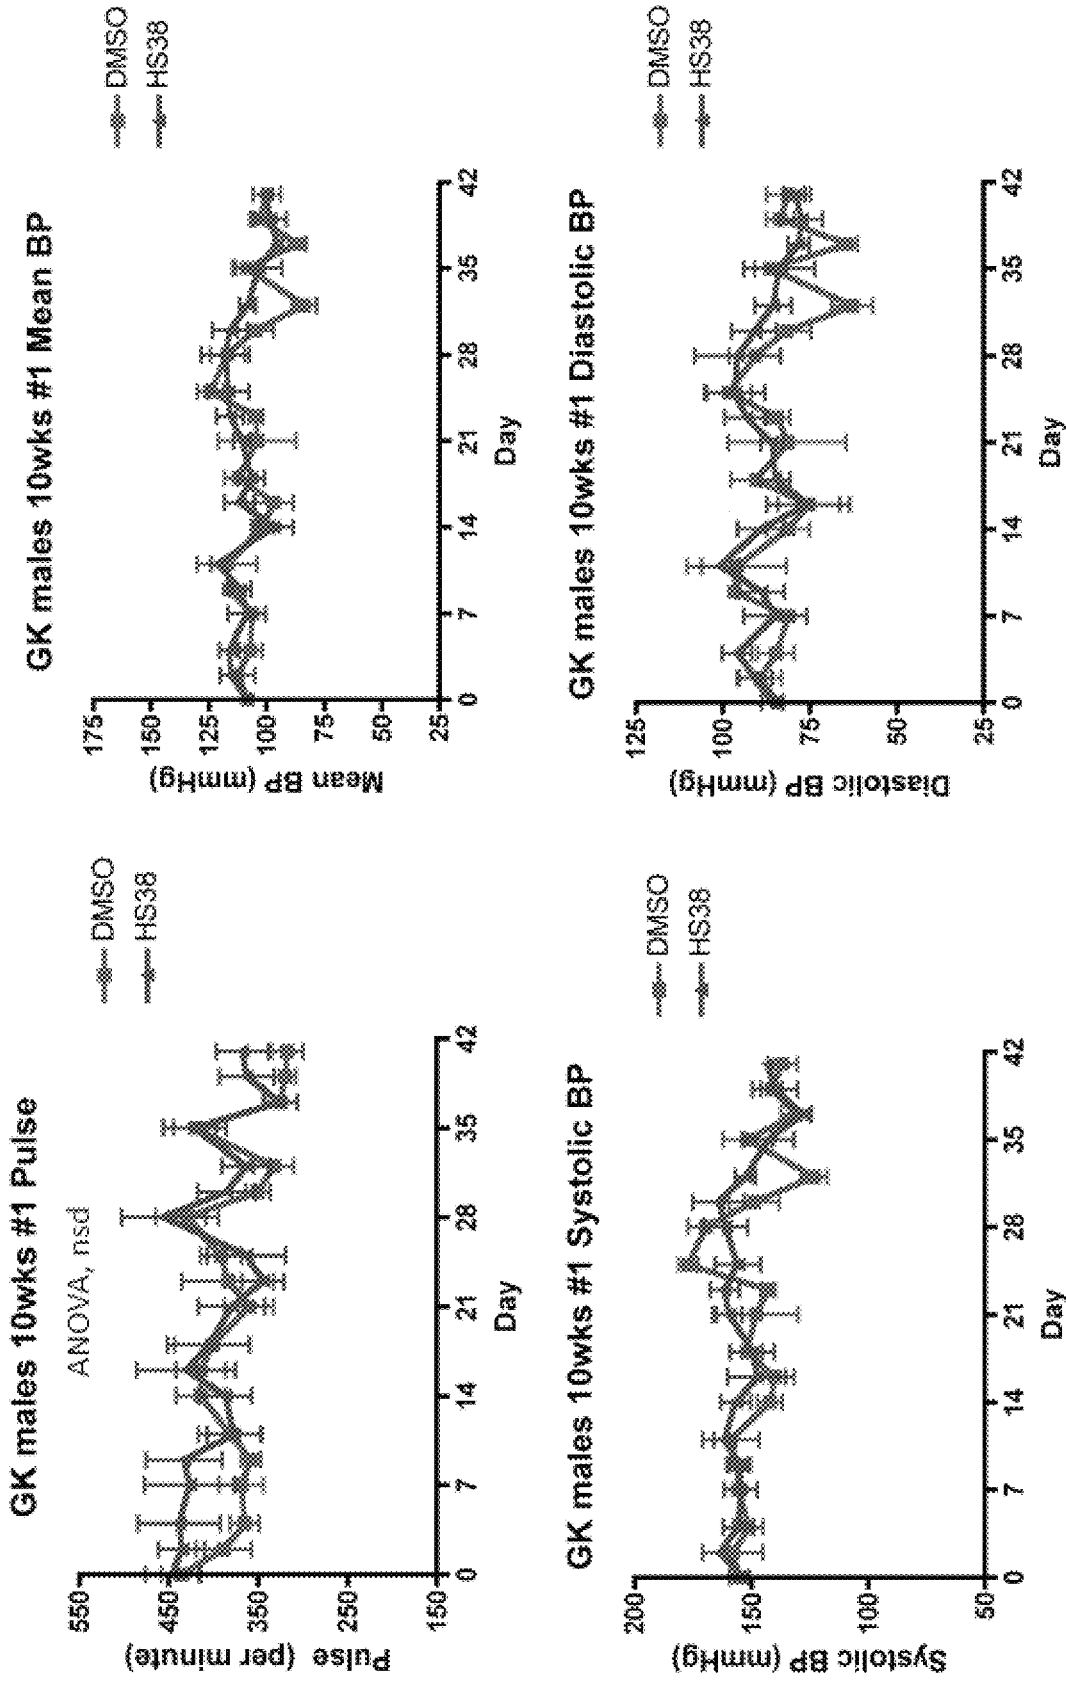 GK males 10wks #1 Pulse
ANOVA, nsd
DMSO
HS38
Pulse (per minute)
550
450
350
250
150
0
7
14
21
28
35
42
Day
GK males 10wks #1 Mean BP
DMSO
HS38
Mean BP (mmHg)
175
150
125
100
75
50
25
0
7
14
21
28
35
42
Day
GK males 10wks #1 Systolic BP
DMSO
HS38
Systolic BP (mmHg)
200
150
100
50
0
7
14
21
28
35
42
Day
GK males 10wks #1 Diastolic BP
DMSO
HS38
Diastolic BP (mmHg)
125
100
75
50
25
0
7
14
21
28
35
42
Day